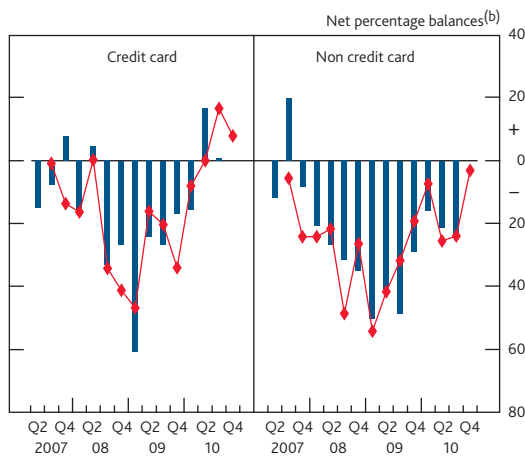 Net percentage balances(b)
40
Credit card
Non credit card
20
+
0
–
20
40
60
80
Q2 Q4 Q2 Q4 Q2 Q4 Q2 Q4 Q2 Q4 Q2 Q4 Q2 Q4 Q2 Q4
2007 08 09 10 2007 08 09 10